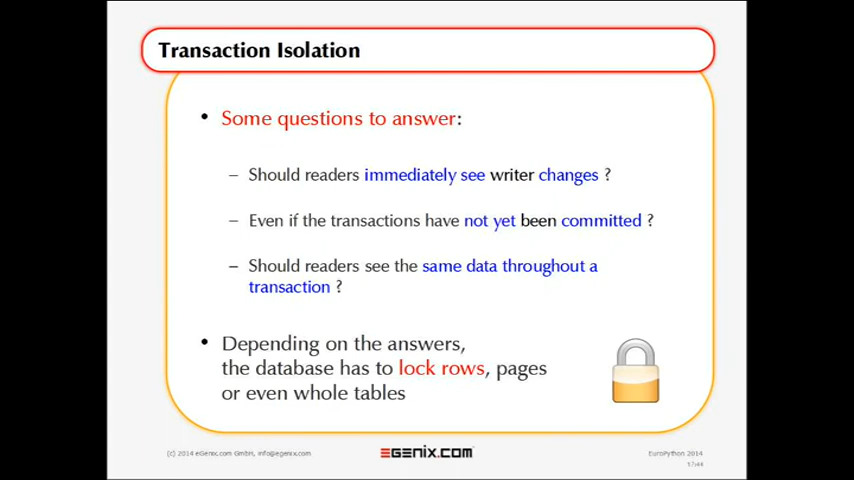 Transaction Isolation
• Some questions to answer:
– Should readers immediately see writer changes ?
– Even if the transactions have not yet been committed ?
– Should readers see the same data throughout a
transaction ?
• Depending on the answers,
the database has to lock rows, pages
or even whole tables
(c) 2014 eGenix.com GmbH, info@egenix.com
EGENIX.COM
EuroPython 2014
17:44